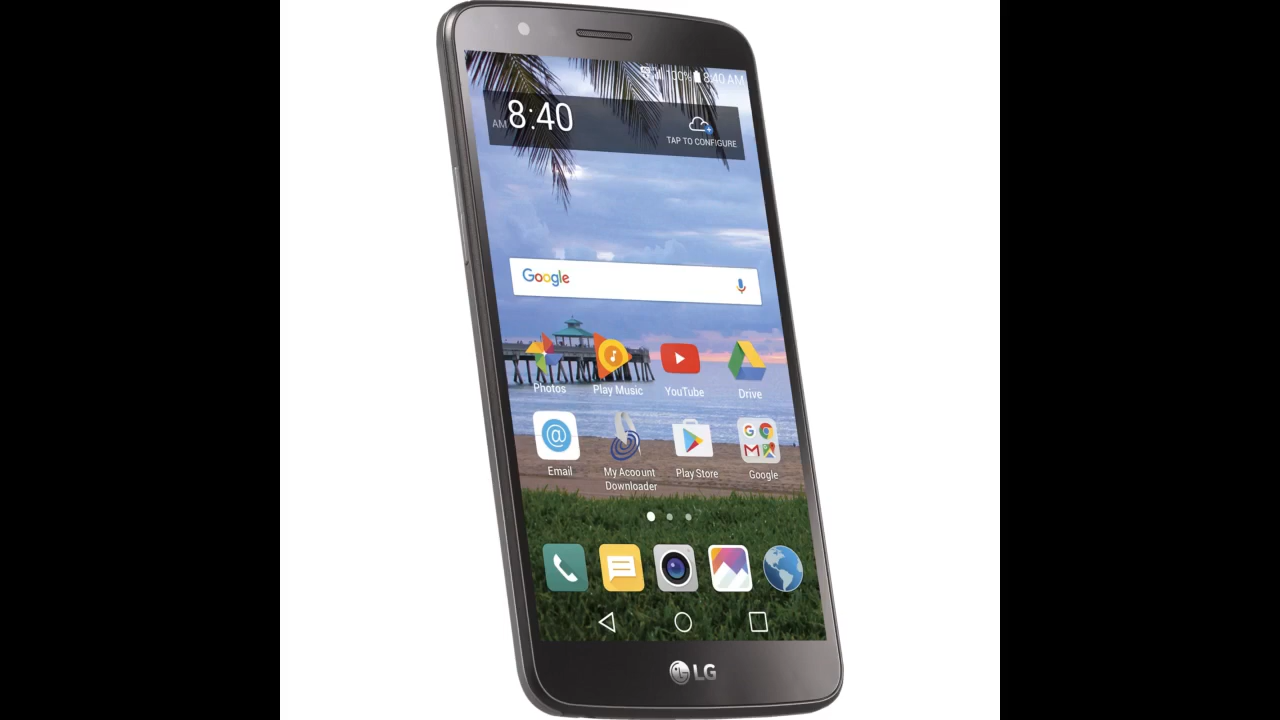 100% 8:40 AM
AM 8:40
TAP TO CONFIGURE
Google
Photos Play Music YouTube Drive
Email My Acoount Downloader Play Store Google
LG